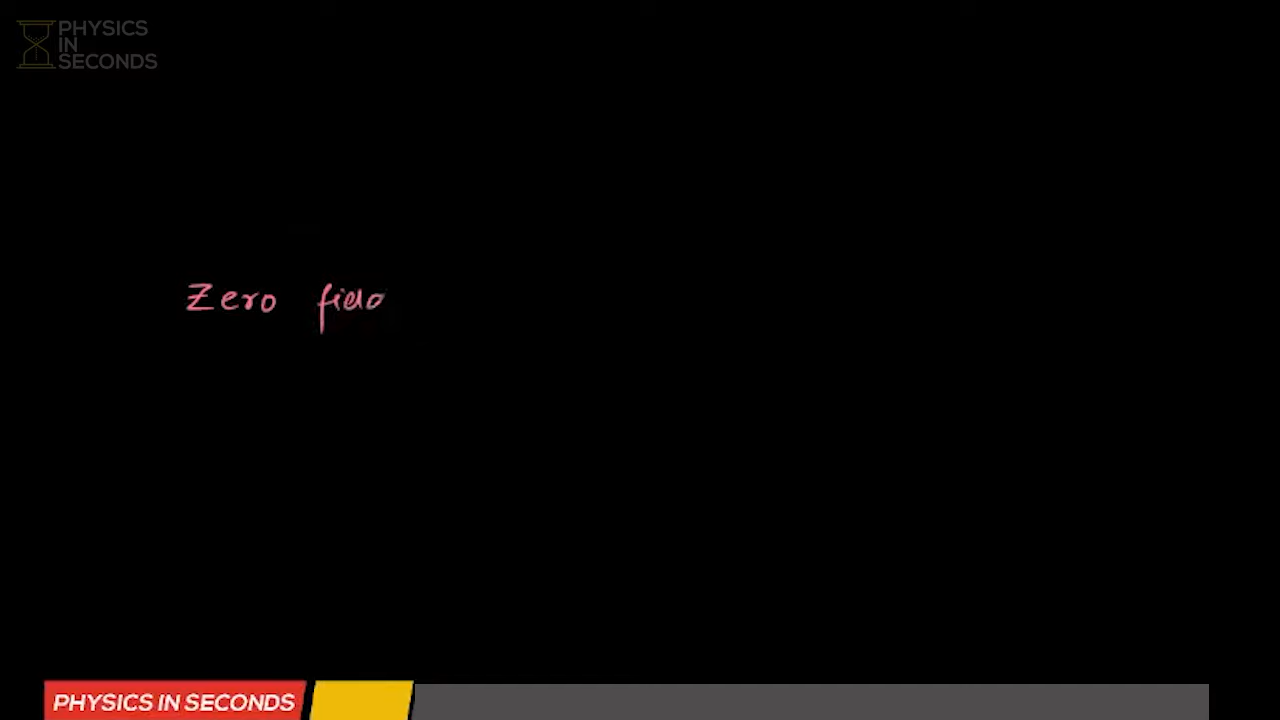 PHYSICS
IN
SECONDS
Zero
PHYSICS IN SECONDS